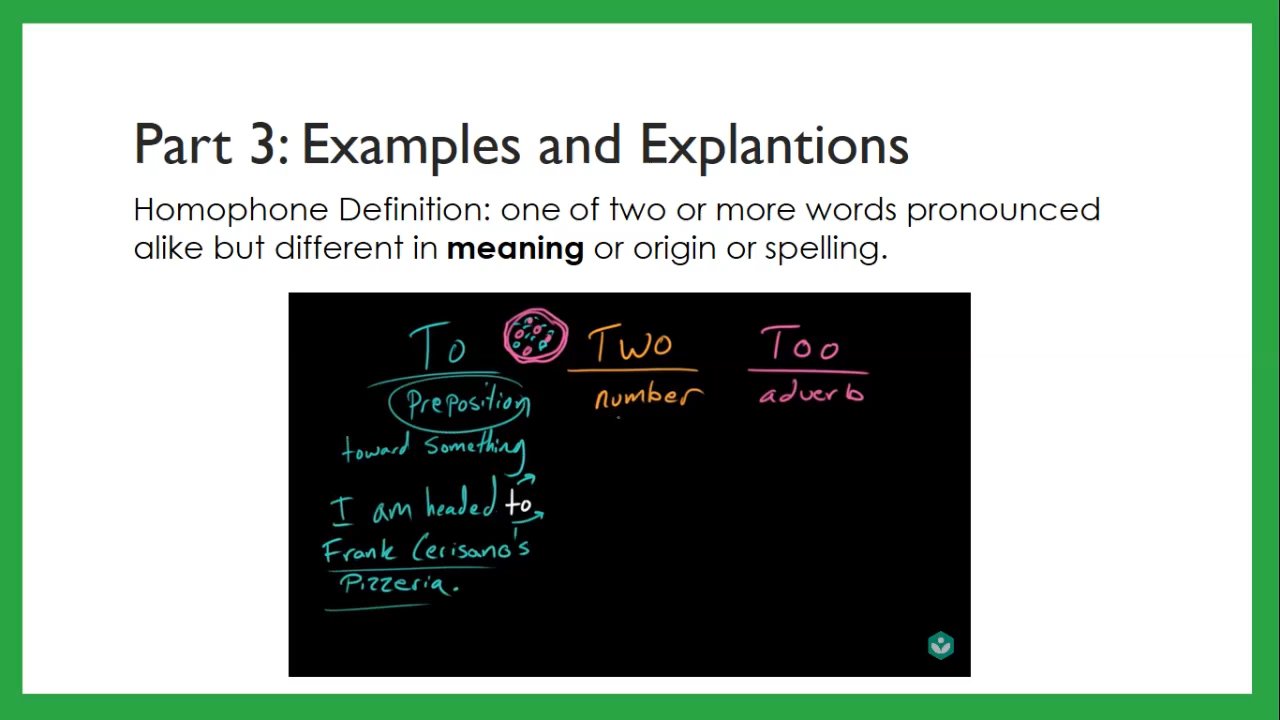 Part 3: Examples and Explantions
Homophone Definition: one of two or more words pronounced
alike but different in meaning or origin or spelling.
To Two Too
Preposition number adverb
toward something
I am headed to
Frank Cerisano's
Pizzeria.